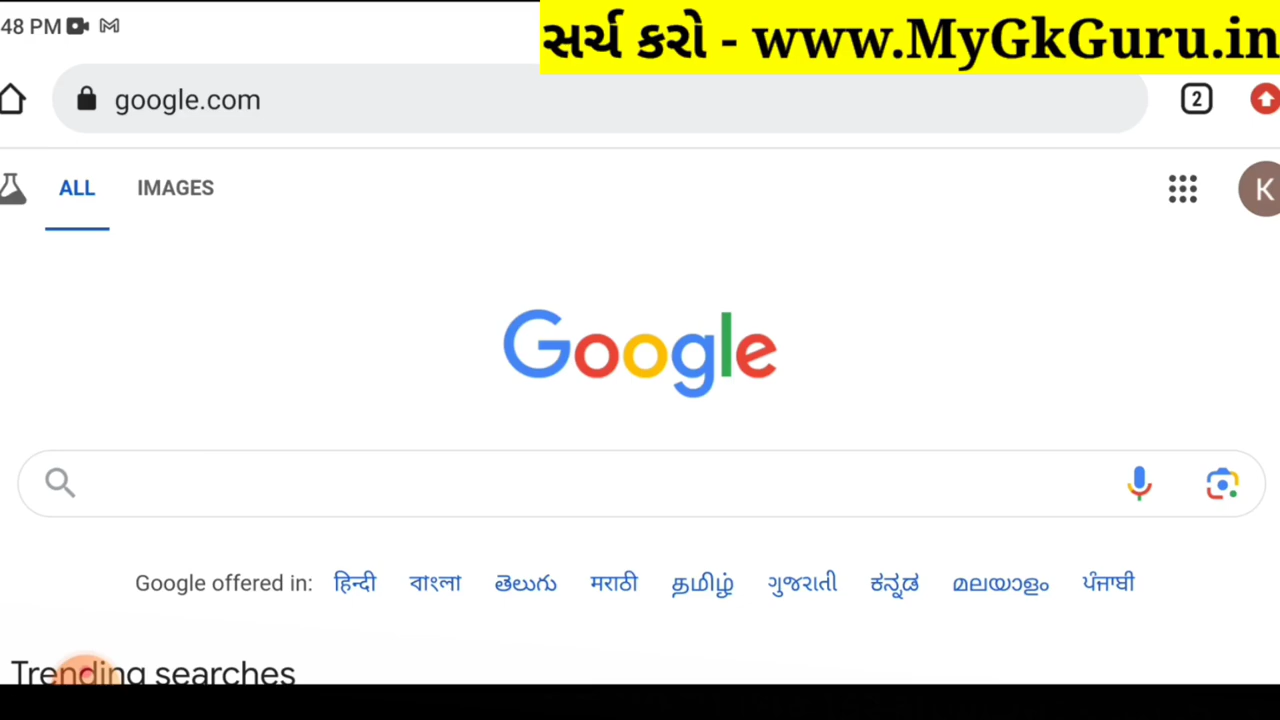 48 PM
સર્ચ કરો - www.MyGkGuru.in
google.com
2
ALL IMAGES
K
Google
Google offered in: हिन्दी বাংলা తెలుగు मराठी தமிழ் ગુજરાતી ಕನ್ನಡ മലയാളം ਪੰਜਾਬੀ
Trending searches